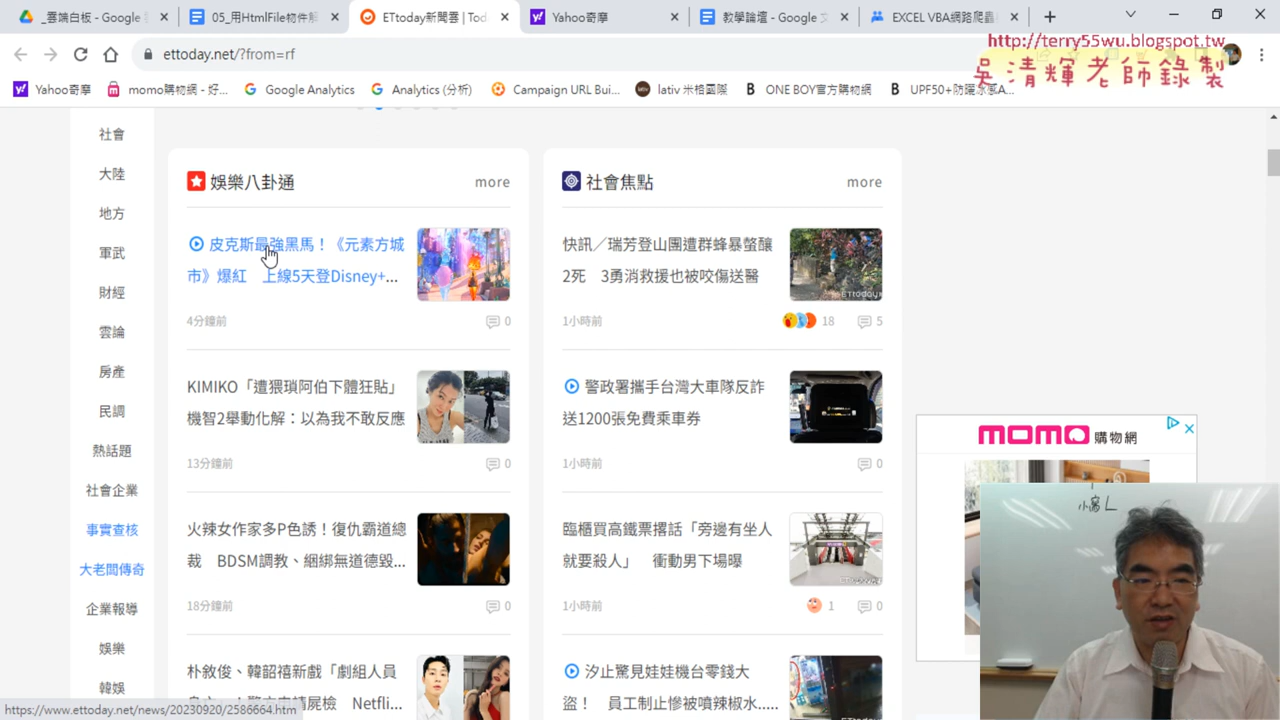 _雲端白板 - Google
05_用HtmlFile物件解
ETtoday新聞雲 | Tod
Yahoo奇摩
教學論壇 - Google 文
EXCEL VBA網路爬蟲
http://terry55wu.blogspot.tw
吳清輝老師錄製
ettoday.net/?from=rf
Yahoo奇摩
momo購物網 - 好...
Google Analytics
Analytics (分析)
Campaign URL Bui...
lativ 米格國際
ONE BOY官方購物網
UPF50+防曬涼感A...
社會
大陸
地方
軍武
財經
雲論
房產
民調
熱話題
社會企業
事實查核
大老闆傳奇
企業報導
娛樂
韓娛
娛樂八卦通
more
皮克斯最強黑馬！《元素方城
市》爆紅 上線5天登Disney+...
4分鐘前
0
KIMIKO「遭猥瑣阿伯下體狂貼」
機智2舉動化解：以為我不敢反應
13分鐘前
0
火辣女作家多P色誘！復仇霸道總
裁 BDSM調教、綑綁無道德毀...
18分鐘前
0
朴敘俊、韓韶禧新戲「劇組人員
Netfli...
社會焦點
more
快訊／瑞芳登山團遭群蜂暴螫釀
2死 3勇消救援也被咬傷送醫
1小時前
18
5
警政署攜手台灣大車隊反詐
送1200張免費乘車券
1小時前
0
臨櫃買高鐵票撂話「旁邊有坐人
就要殺人」 衝動男下場曝
1小時前
1
0
汐止驚見娃娃機台零錢大
盜！ 員工制止慘被噴辣椒水.....
momo購物網
https://www.ettoday.net/news/20230920/2586664.htm